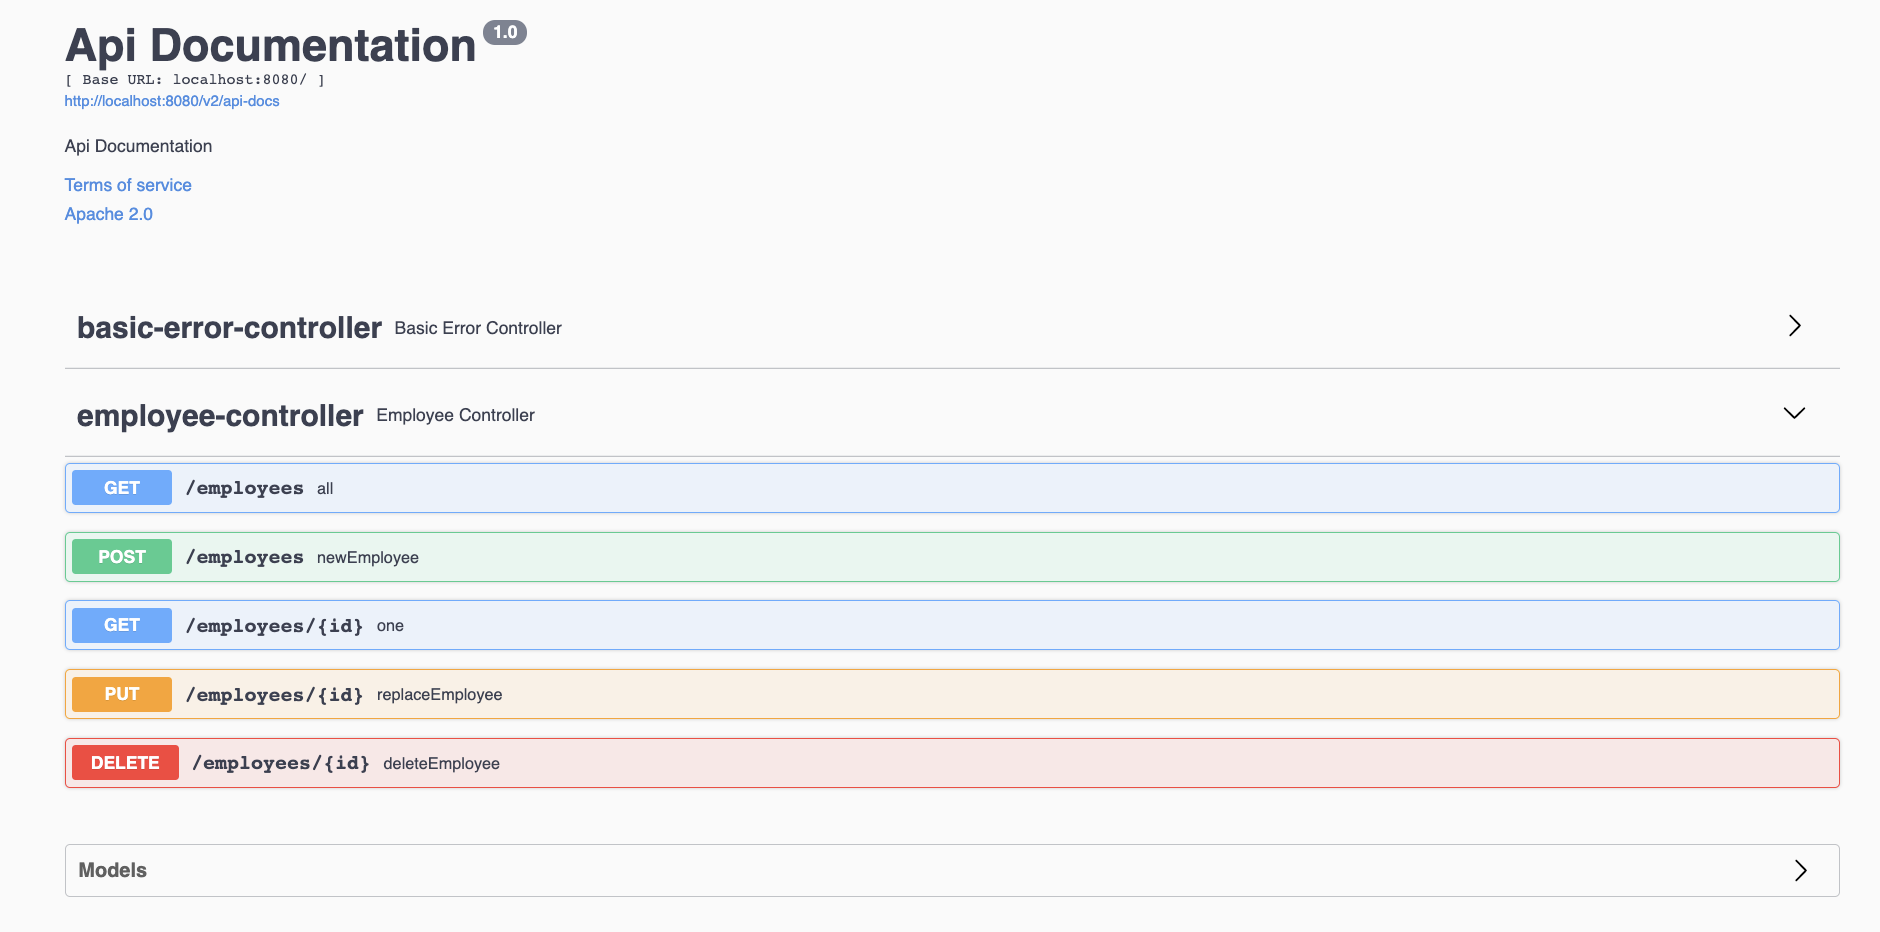 Api Documentation 1.0
[ Base URL: localhost:8080/ ]
http://localhost:8080/v2/api-docs
Api Documentation
Terms of service
Apache 2.0
basic-error-controller Basic Error Controller
employee-controller Employee Controller
GET /employees all
POST /employees newEmployee
GET /employees/{id} one
PUT /employees/{id} replaceEmployee
DELETE /employees/{id} deleteEmployee
Models